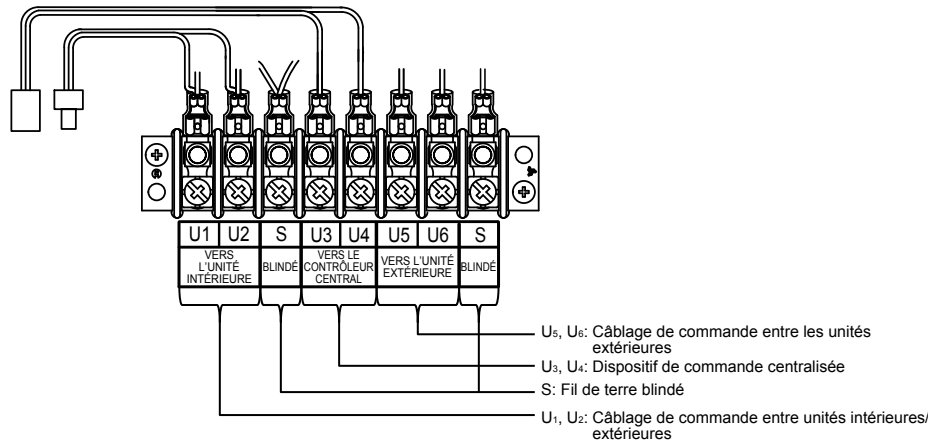 U1 U2 S U3 U4 U5 U6 S
VERS
L'UNITÉ
INTÉRIEURE
BLINDÉ
VERS LE
CONTRÔLEUR
CENTRAL
VERS L'UNITÉ
EXTÉRIEURE
BLINDÉ
U₅, U₆: Câblage de commande entre les unités
extérieures
U₃, U₄: Dispositif de commande centralisée
S: Fil de terre blindé
U₁, U₂: Câblage de commande entre unités intérieures/
extérieures